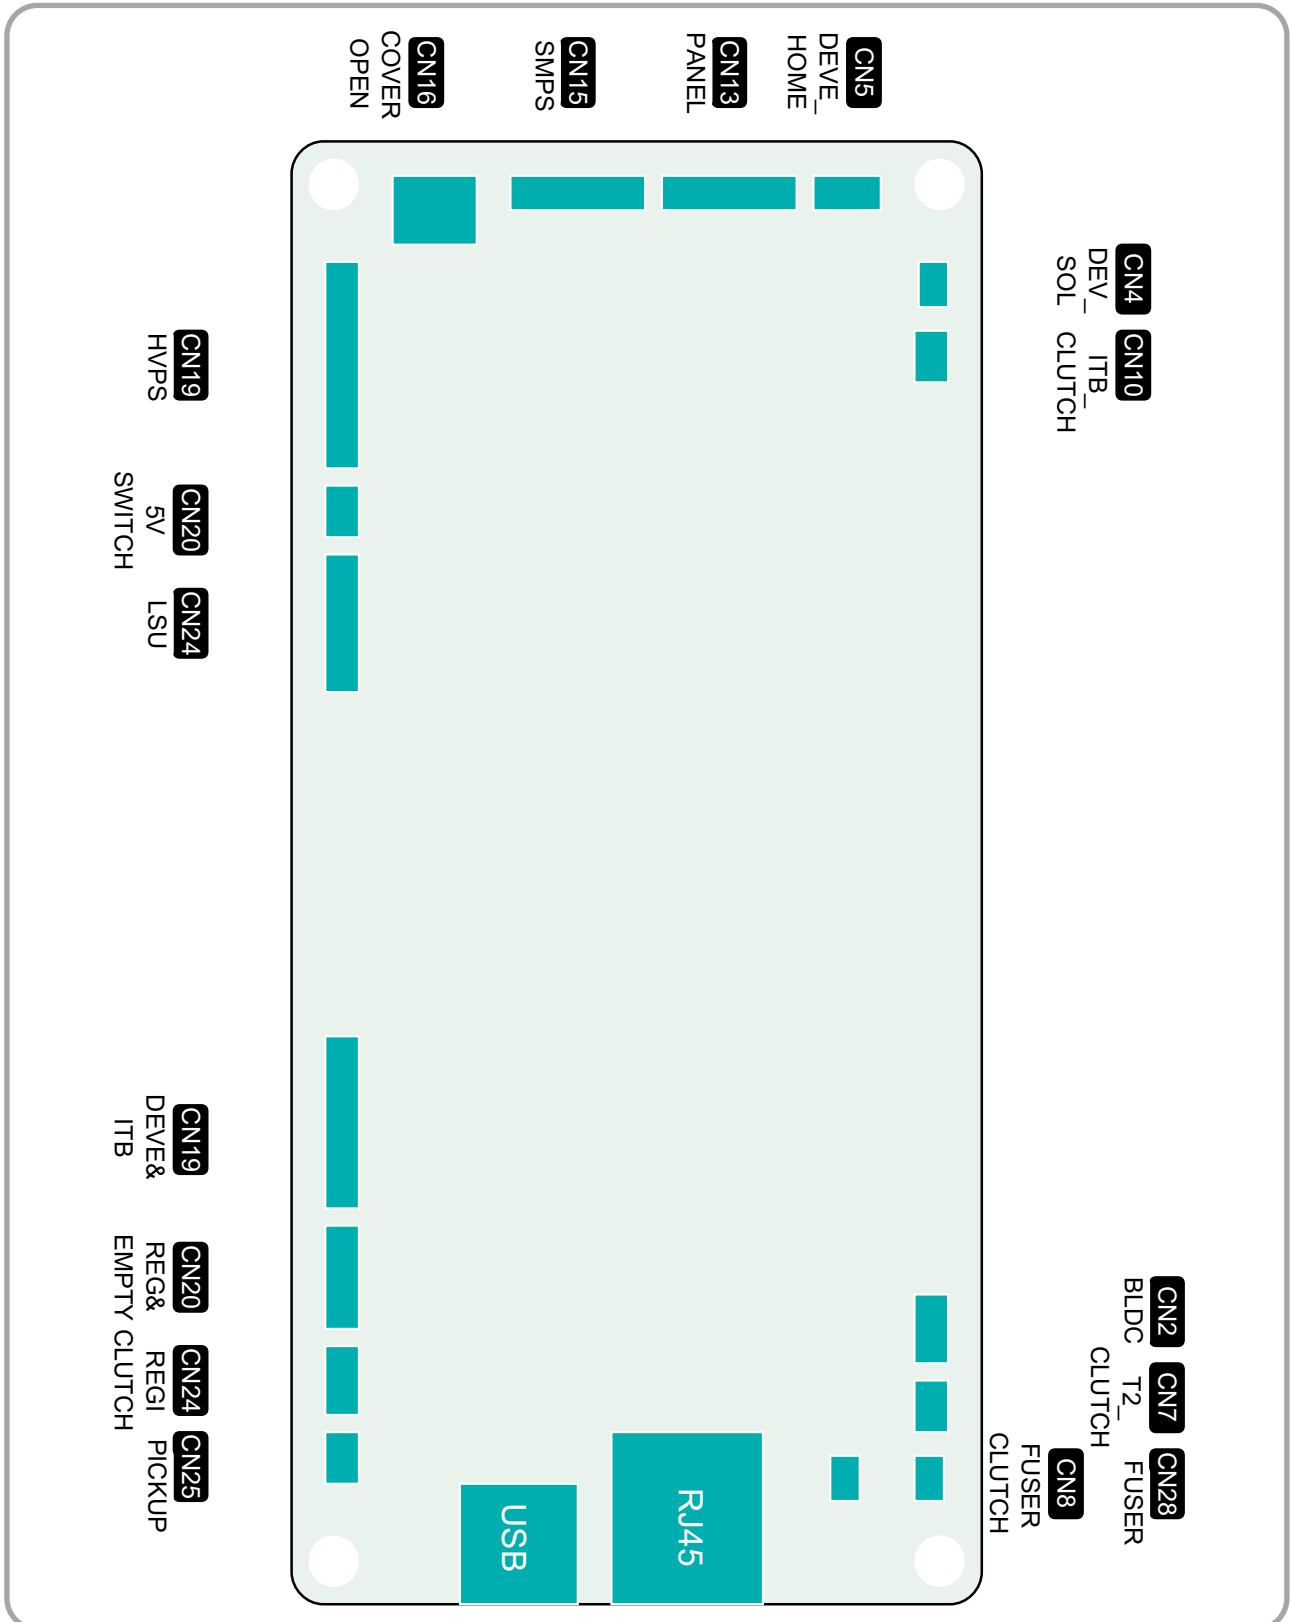 CN4
DEV_
SOL
CN10
ITB_
CLUTCH
CN2
BLDC
CN7
T2_
CLUTCH
CN28
FUSER
CN8
FUSER
CLUTCH
CN5
DEVE_
HOME
CN13
PANEL
CN15
SMPS
CN16
COVER
OPEN
RJ45
USB
CN19
HVPS
CN20
5V
SWITCH
CN24
LSU
CN19
DEVE&
ITB
CN20
REG&
EMPTY CLUTCH
CN24
REGI
CN25
PICKUP